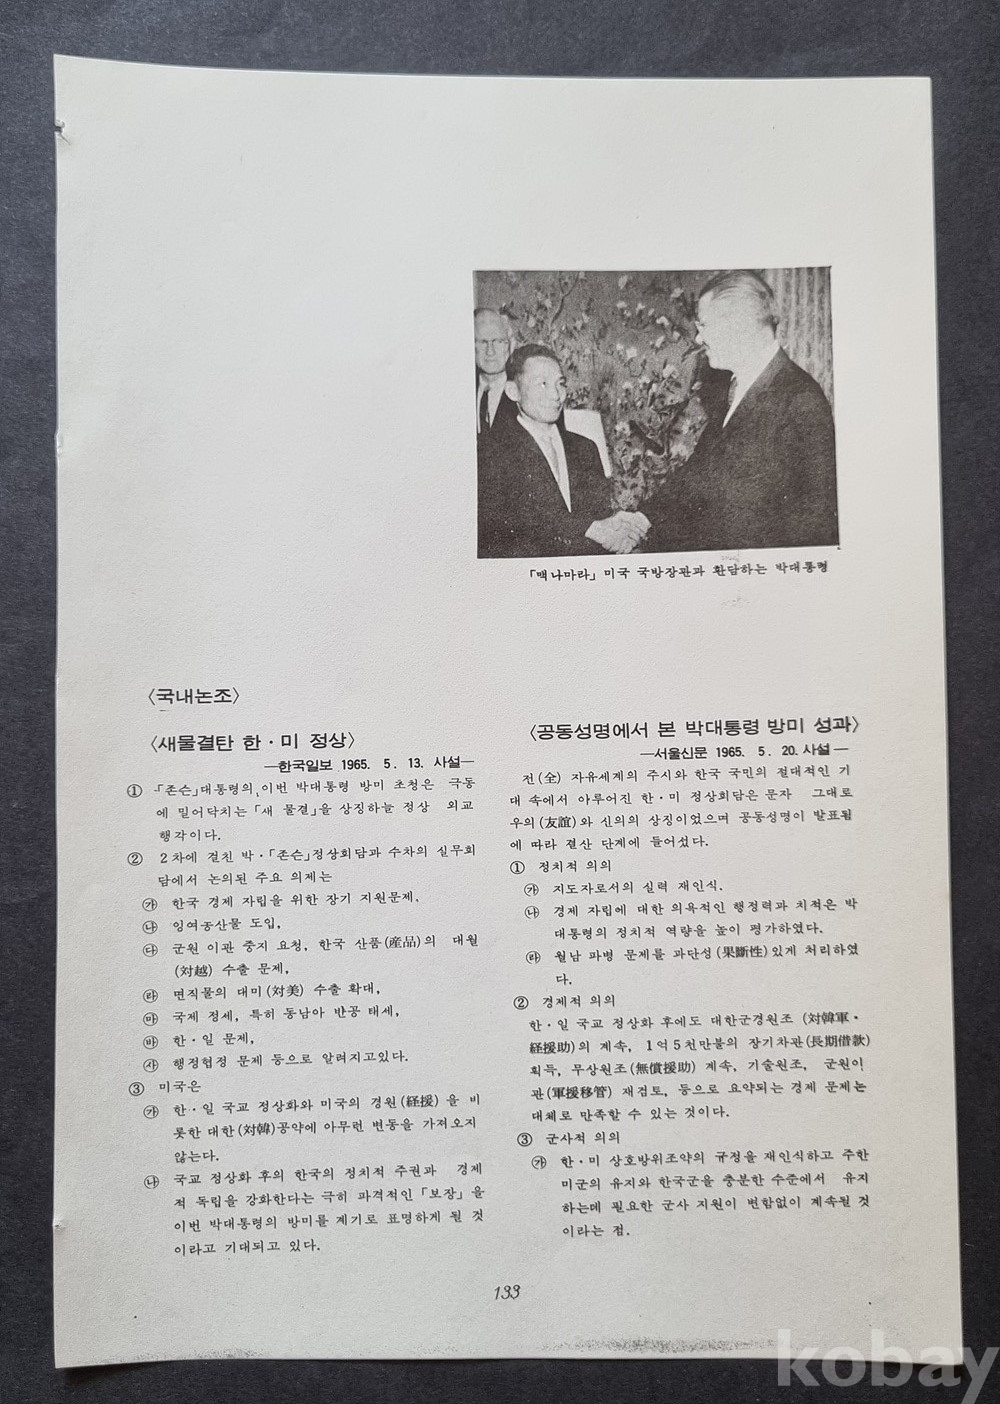 「맥나마라」 미국 국방장관과 환담하는 박대통령
〈국내논조〉
〈새물결탄 한·미 정상〉
—한국일보 1965. 5. 13. 사설—
① 「존슨」대통령의 이번 박대통령 방미 초청은 극동
에 밀어닥치는 「새 물결」을 상징하늘 정상 외교
행각이다.
② 2차에 걸친 박·「존슨」정상회담과 수차의 실무회
담에서 논의된 주요 의제는
㉮ 한국 경제 자립을 위한 장기 지원문제,
㉯ 잉여농산물 도입,
㉰ 군원 이관 중지 요청, 한국 산품(産品)의 대월
(対越) 수출 문제,
㉱ 면직물의 대미(対美) 수출 확대,
㉲ 국제 정세, 특히 동남아 반공 태세,
㉳ 한·일 문제,
㉴ 행정협정 문제 등으로 알려지고있다.
③ 미국은
㉮ 한·일 국교 정상화와 미국의 경원(経援) 을 비
롯한 대한(対韓)공약에 아무런 변동을 가져오지
않는다.
㉯ 국교 정상화 후의 한국의 정치적 주권과 경제
적 독립을 강화한다는 극히 파격적인 「보장」을
이번 박대통령의 방미를 계기로 표명하게 될 것
이라고 기대되고 있다.
〈공동성명에서 본 박대통령 방미 성과〉
—서울신문 1965. 5. 20. 사설—
전(全) 자유세계의 주시와 한국 국민의 절대적인 기
대 속에서 이루어진 한·미 정상회담은 문자 그대로
우의(友誼)와 신의의 상징이었으며 공동성명이 발표됨
에 따라 결산 단계에 들어섰다.
① 정치적 의의
㉮ 지도자로서의 실력 재인식.
㉯ 경제 자립에 대한 의욕적인 행정력과 치적은 박
대통령의 정치적 역량을 높이 평가하였다.
㉱ 월남 파병 문제를 과단성(果斷性)있게 처리하였
다.
② 경제적 의의
한·일 국교 정상화 후에도 대한군경원조 (対韓軍·
経援助)의 계속, 1억 5천만불의 장기차관(長期借款)
획득, 무상원조(無償援助) 계속, 기술원조, 군원이
관(軍援移管) 재검토, 등으로 요약되는 경제 문제는
대체로 만족할 수 있는 것이다.
③ 군사적 의의
㉮ 한·미 상호방위조약의 규정을 재인식하고 주한
미군의 유지와 한국군을 충분한 수준에서 유지
하는데 필요한 군사 지원이 변함없이 계속될 것
이라는 점.
133
kobay